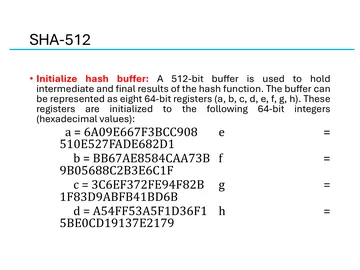 SHA-512
• Initialize hash buffer: A 512-bit buffer is used to hold
intermediate and final results of the hash function. The buffer can
be represented as eight 64-bit registers (a, b, c, d, e, f, g, h). These
registers are initialized to the following 64-bit integers
(hexadecimal values):
a = 6A09E667F3BCC908 e =
510E527FADE682D1
b = BB67AE8584CAA73B f =
9B05688C2B3E6C1F
c = 3C6EF372FE94F82B g =
1F83D9ABFB41BD6B
d = A54FF53A5F1D36F1 h =
5BE0CD19137E2179